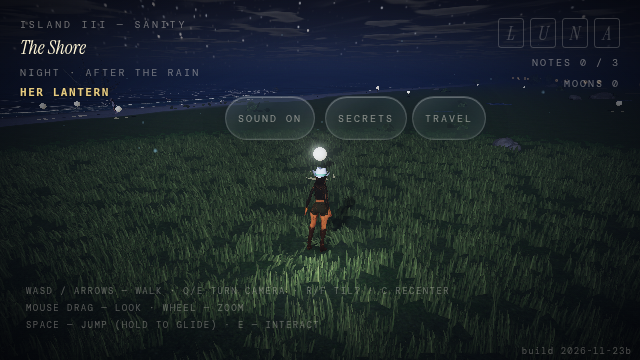 ISLAND III — SANITY
The Shore
NIGHT · AFTER THE RAIN
HER LANTERN
LUNA
NOTES 0 / 3
MOONS 0
SOUND ON
SECRETS
TRAVEL
WASD / ARROWS — WALK · Q/E TURN CAMERA · R/F TILT · C RECENTER
MOUSE DRAG — LOOK · WHEEL — ZOOM
SPACE — JUMP (HOLD TO GLIDE) · E — INTERACT
build 2026-11-23b